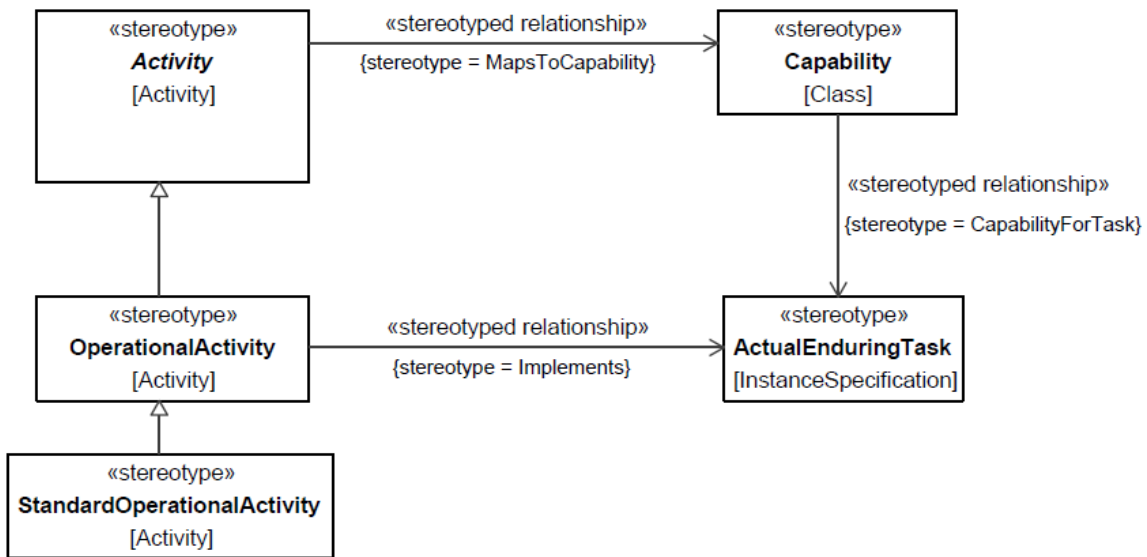 «stereotype»
Activity
[Activity]
«stereotyped relationship»
{stereotype = MapsToCapability}
«stereotype»
Capability
[Class]
«stereotyped relationship»
{stereotype = CapabilityForTask}
«stereotype»
OperationalActivity
[Activity]
«stereotyped relationship»
{stereotype = Implements}
«stereotype»
ActualEnduringTask
[InstanceSpecification]
«stereotype»
StandardOperationalActivity
[Activity]